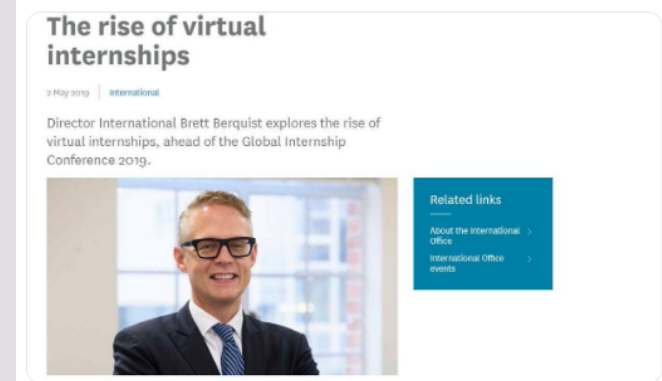 The rise of virtual
internships
2 May 2019
International
Director International Brett Berquist explores the rise of
virtual internships, ahead of the Global Internship
Conference 2019.
Related links
About the International
Office
International Office
events